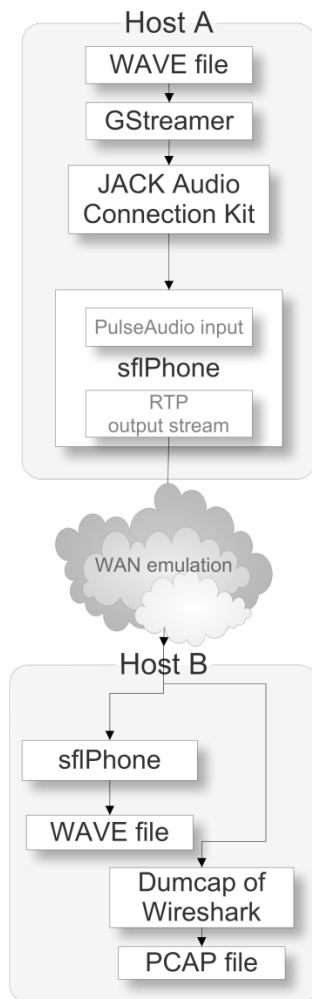 Host A
WAVE file
GStreamer
JACK Audio
Connection Kit
PulseAudio input
sflPhone
RTP
output stream
WAN emulation
Host B
sflPhone
WAVE file
Dumcap of
Wireshark
PCAP file